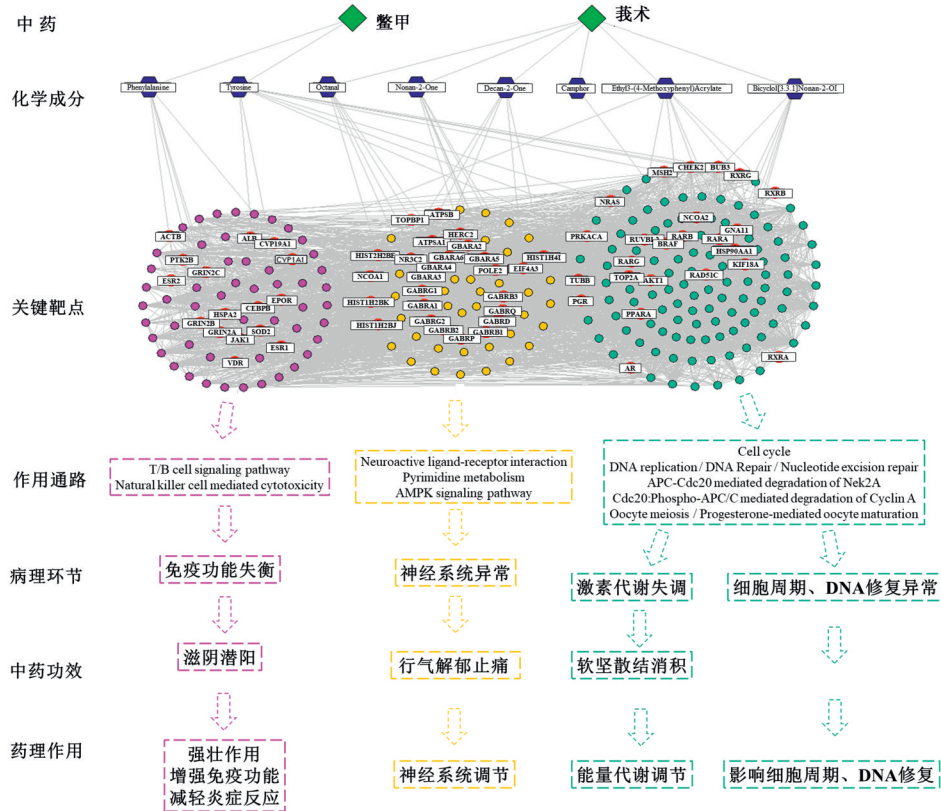 中 药
鳖甲
莪术
化学成分
Phenylalanine
Tyrosine
Octanal
Nonan-2-One
Decan-2-One
Camphor
Ethyl3-(4-Methoxyphenyl)Acrylate
Bicyclol[3.3.1]Nonan-2-Ol
关键靶点
ACTB
ALB
CYP19A1
PTK2B
CYP1A1
GRIN2C
ESR2
EPOR
CEBPB
HSPA2
GRIN2B
GRIN2A
SOD2
JAK1
ESR1
VDR
TOPBP1
ATPSB
HERC2
ATPSA1
GBARA2
HIST2H2BE
NR3C2
GBARA6
GBARA5
HIST1H4I
GBARA4
POLE2
EIF4A3
NCOA1
GBARA3
GABRG1
HIST1H2BK
GABRA1
GABRB3
GABRQ
HIST1H2BJ
GABRG2
GABRD
GABRB2
GABRB1
GABRP
MSH2
CHEK2
BUB3
RXRG
RXRB
NRAS
NCOA2
PRKACA
GNA11
RARB
RARA
BRAF
HSP90AA1
RARG
KIF18A
TUBB
TOP2A
AKT1
RAD51C
PGR
PPARA
AR
RXRA
作用通路
T/B cell signaling pathway
Natural killer cell mediated cytotoxicity
Neuroactive ligand-receptor interaction
Pyrimidine metabolism
AMPK signaling pathway
Cell cycle
DNA replication / DNA Repair / Nucleotide excision repair
APC-Cdc20 mediated degradation of Nek2A
Cdc20:Phospho-APC/C mediated degradation of Cyclin A
Oocyte meiosis / Progesterone-mediated oocyte maturation
病理环节
免疫功能失衡
神经系统异常
激素代谢失调
细胞周期、DNA修复异常
中药功效
滋阴潜阳
行气解郁止痛
软坚散结消积
药理作用
强壮作用
增强免疫功能
减轻炎症反应
神经系统调节
能量代谢调节
影响细胞周期、DNA修复